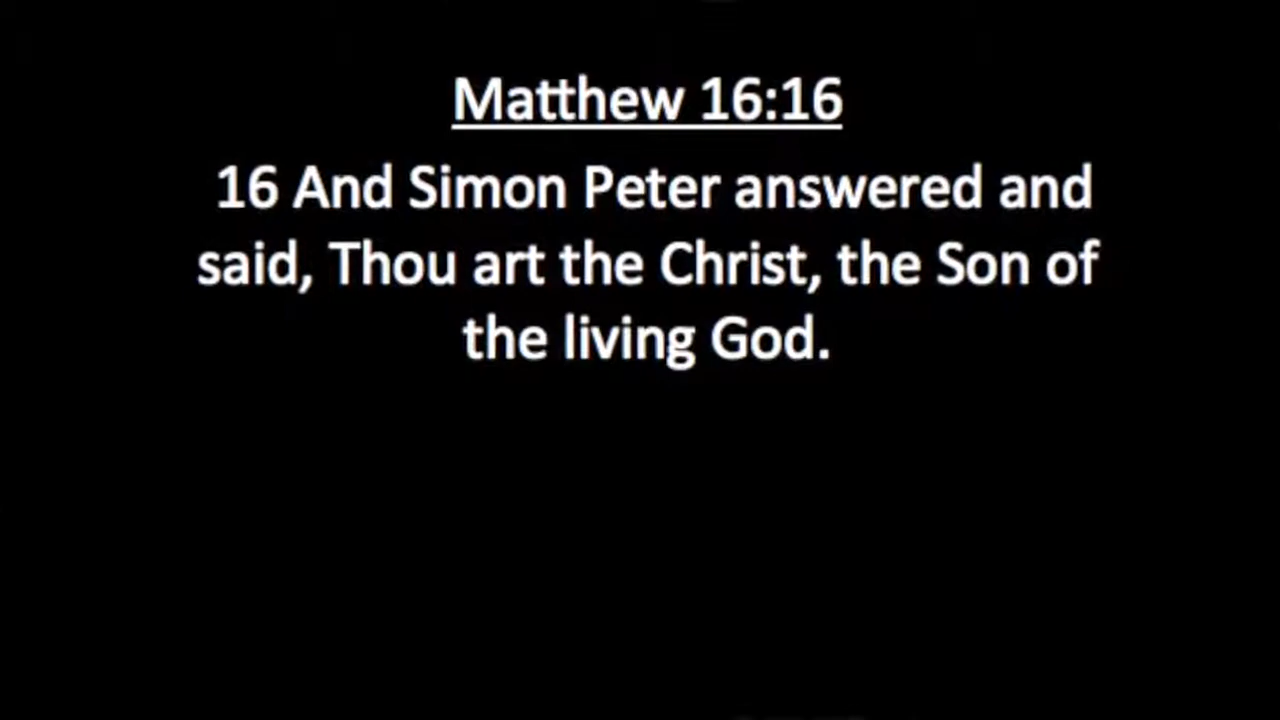 Matthew 16:16
16 And Simon Peter answered and
said, Thou art the Christ, the Son of
the living God.